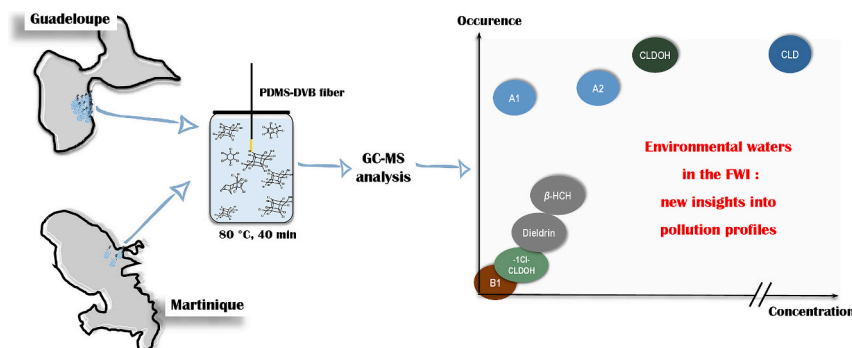 Guadeloupe
PDMS-DVB fiber
80 °C, 40 min
Martinique
GC-MS
analysis
Occurence
CLDOH
CLD
A1
A2
β-HCH
Dieldrin
-1Cl-
CLDOH
B1
Environmental waters
in the FWI :
new insights into
pollution profiles
Concentration